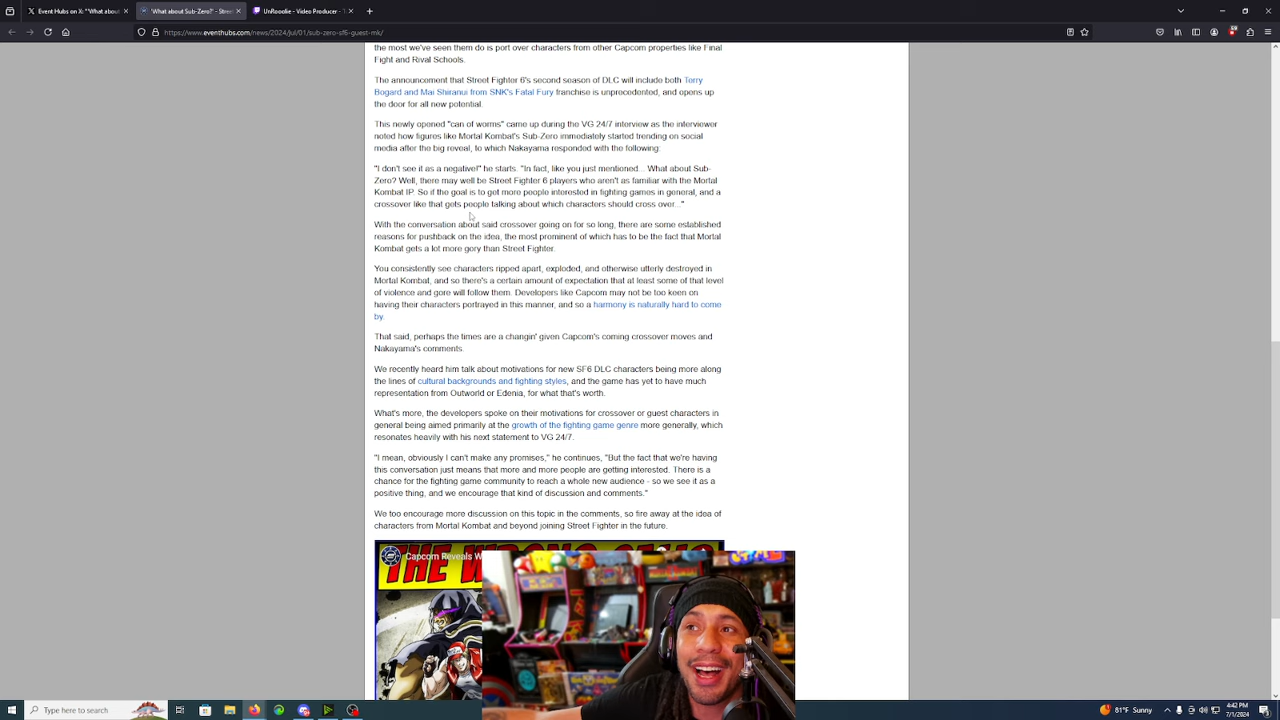 Event Hubs on X: "What about
"What about Sub-Zero?" - Stree
UnRooolie - Video Producer -
https://www.eventhubs.com/news/2024/jul/01/sub-zero-sf6-guest-mk/
the most we've seen them do is port over characters from other Capcom properties like Final
Fight and Rival Schools.
The announcement that Street Fighter 6's second season of DLC will include both Terry
Bogard and Mai Shiranui from SNK's Fatal Fury franchise is unprecedented, and opens up
the door for all new potential.
This newly opened "can of worms" came up during the VG 24/7 interview as the interviewer
noted how figures like Mortal Kombat's Sub-Zero immediately started trending on social
media after the big reveal, to which Nakayama responded with the following:
"I don't see it as a negative!" he starts. "In fact, like you just mentioned... What about Sub-
Zero? Well, there may well be Street Fighter 6 players who aren't as familiar with the Mortal
Kombat IP. So if the goal is to get more people interested in fighting games in general, and a
crossover like that gets people talking about which characters should cross over..."
With the conversation about said crossover going on for so long, there are some established
reasons for pushback on the idea, the most prominent of which has to be the fact that Mortal
Kombat gets a lot more gory than Street Fighter.
You consistently see characters ripped apart, exploded, and otherwise utterly destroyed in
Mortal Kombat, and so there's a certain amount of expectation that at least some of that level
of violence and gore will follow them. Developers like Capcom may not be too keen on
having their characters portrayed in this manner, and so a harmony is naturally hard to come
by.
That said, perhaps the times are a changin' given Capcom's coming crossover moves and
Nakayama's comments.
We recently heard him talk about motivations for new SF6 DLC characters being more along
the lines of cultural backgrounds and fighting styles, and the game has yet to have much
representation from Outworld or Edenia, for what that's worth.
What's more, the developers spoke on their motivations for crossover or guest characters in
general being aimed primarily at the growth of the fighting game genre more generally, which
resonates heavily with his next statement to VG 24/7.
"I mean, obviously I can't make any promises," he continues, "But the fact that we're having
this conversation just means that more and more people are getting interested. There is a
chance for the fighting game community to reach a whole new audience - so we see it as a
positive thing, and we encourage that kind of discussion and comments."
We too encourage more discussion on this topic in the comments, so fire away at the idea of
characters from Mortal Kombat and beyond joining Street Fighter in the future.
Capcom Reveals W
THE WRONG
Type here to search
81°F Sunny
4:42 PM
7/1/2024